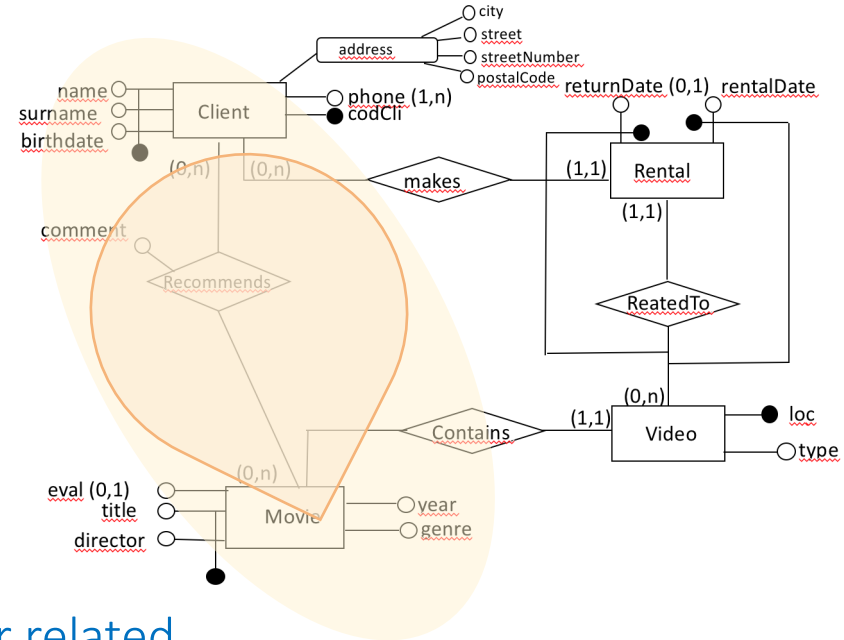 city
address
street
streetNumber
postalCode
name
surname
birthdate
Client
phone (1,n)
codCli
returnDate (0,1)
rentalDate
(0,n)
(0,n)
makes
(1,1)
Rental
(1,1)
comment
Recommends
ReatedTo
(0,n)
Contains
(1,1)
Video
loc
type
(0,n)
eval (0,1)
title
director
Movie
year
genre
r related